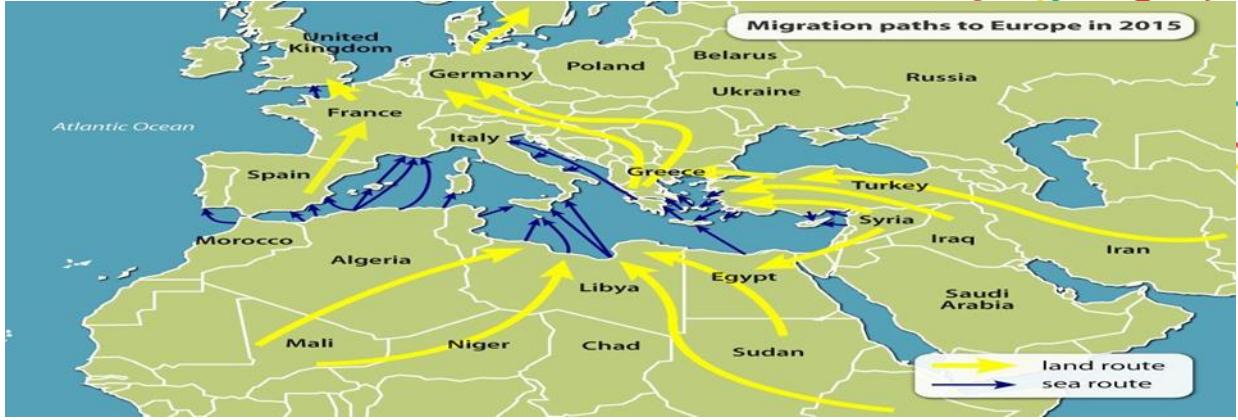 Migration paths to Europe in 2015
United
Kingdom
Belarus
Germany
Poland
Russia
Ukraine
France
Atlantic Ocean
Italy
Spain
Greece
Turkey
Syria
Morocco
Algeria
Iraq
Iran
Libya
Egypt
Saudi
Arabia
Mali
Niger
Chad
Sudan
land route
sea route